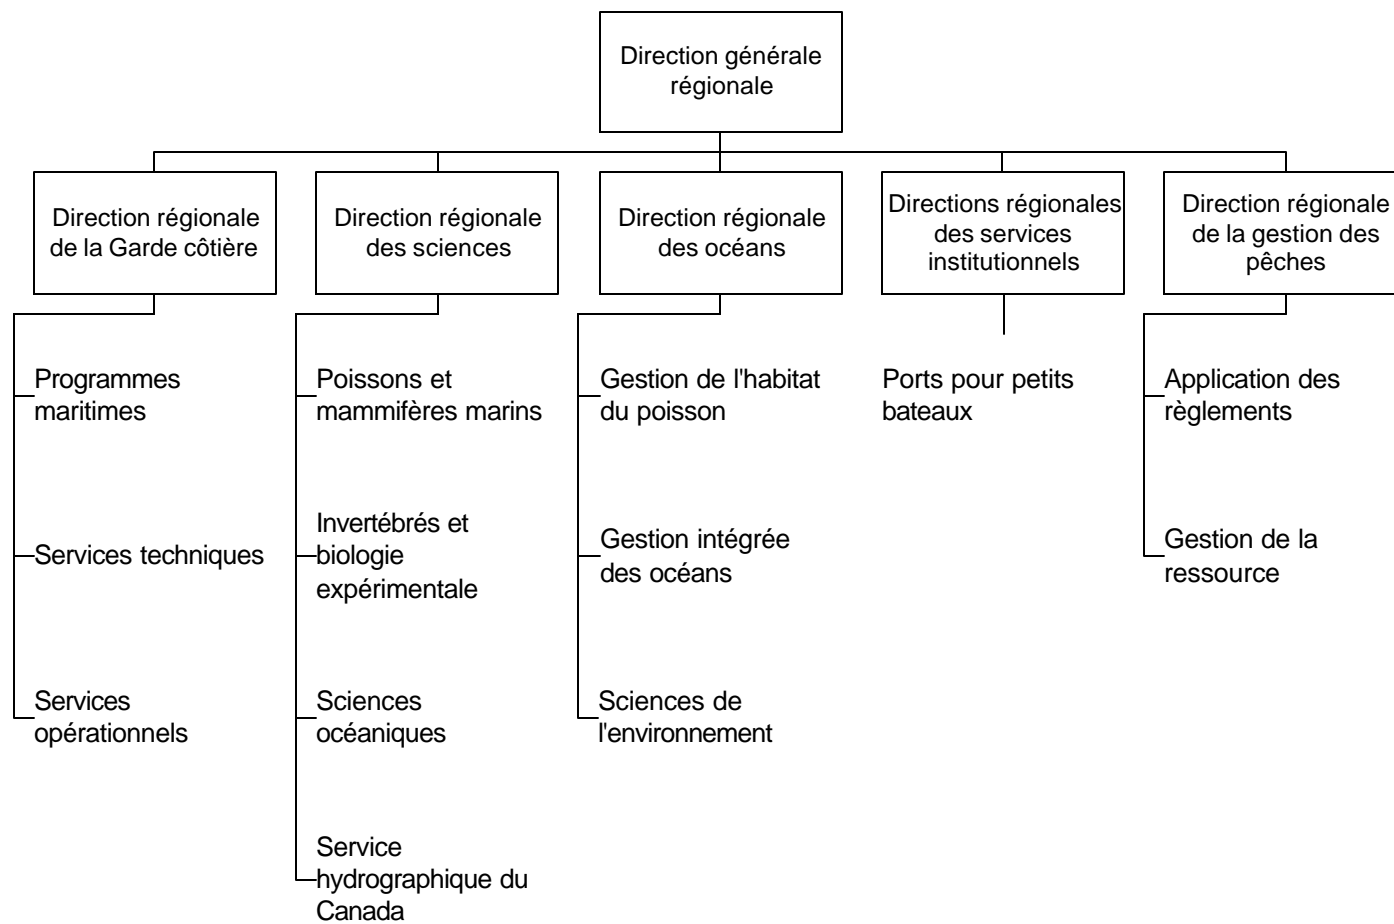 Direction générale
régionale
Direction régionale
de la Garde côtière
Direction régionale
des sciences
Direction régionale
des océans
Directions régionales
des services
institutionnels
Direction régionale
de la gestion des
pêches
Programmes
maritimes
Services techniques
Services
opérationnels
Poissons et
mammifères marins
Invertébrés et
biologie
expérimentale
Sciences
océaniques
Service
hydrographique du
Canada
Gestion de l'habitat
du poisson
Gestion intégrée
des océans
Sciences de
l'environnement
Ports pour petits
bateaux
Application des
règlements
Gestion de la
ressource